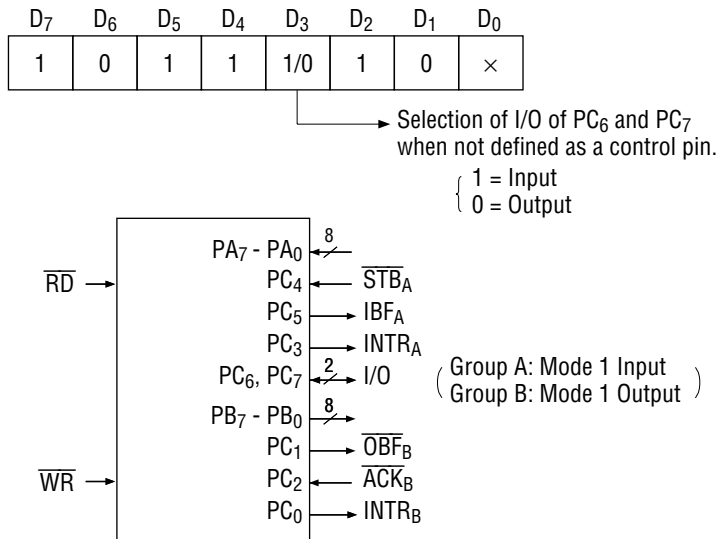 D7 D6 D5 D4 D3 D2 D1 D0
1 0 1 1 1/0 1 0 ×
Selection of I/O of PC6 and PC7
when not defined as a control pin.
1 = Input
0 = Output
PA7 - PA0 8
RD PC4 STBA
PC5 IBFA
PC3 INTRA
PC6, PC7 2 I/O
(Group A: Mode 1 Input
Group B: Mode 1 Output)
PB7 - PB0 8
PC1 OBFB
WR PC2 ACKB
PC0 INTRB